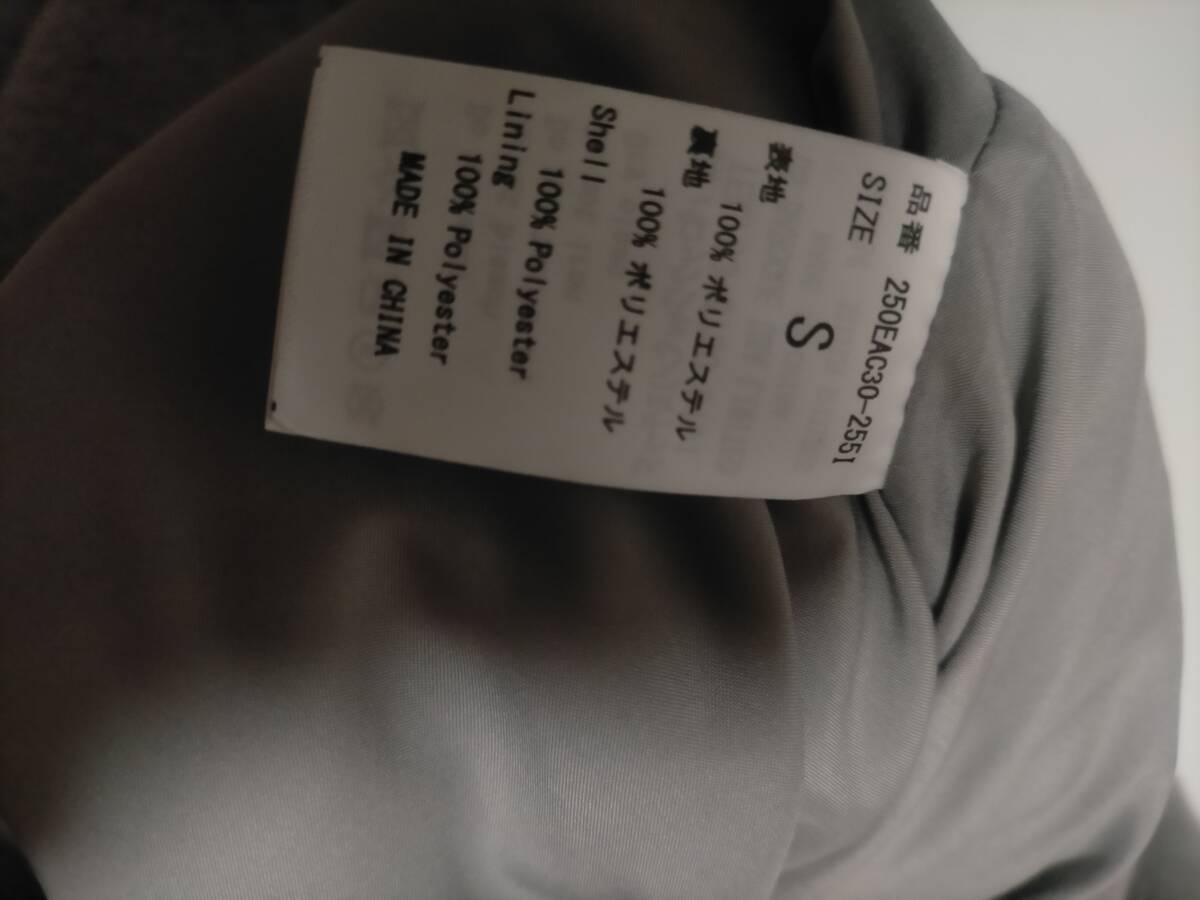 品番 250EAC30-2551
SIZE
S
表地
100% ポリエステル
裏地
100% ポリエステル
Shell
100% Polyester
Lining
100% Polyester
MADE IN CHINA